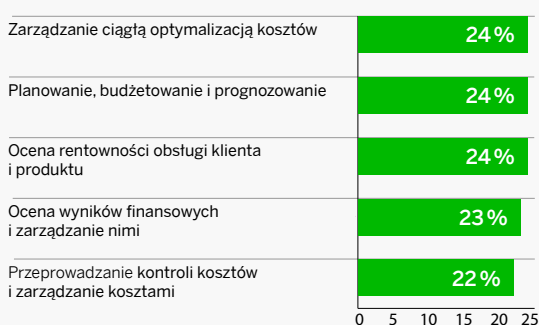 Zarządzanie ciągłą optymalizacją kosztów
24 %
Planowanie, budżetowanie i prognozowanie
24 %
Ocena rentowności obsługi klienta
i produktu
24 %
Ocena wyników finansowych
i zarządzanie nimi
23 %
Przeprowadzanie kontroli kosztów
i zarządzanie kosztami
22 %
0 5 10 15 20 25